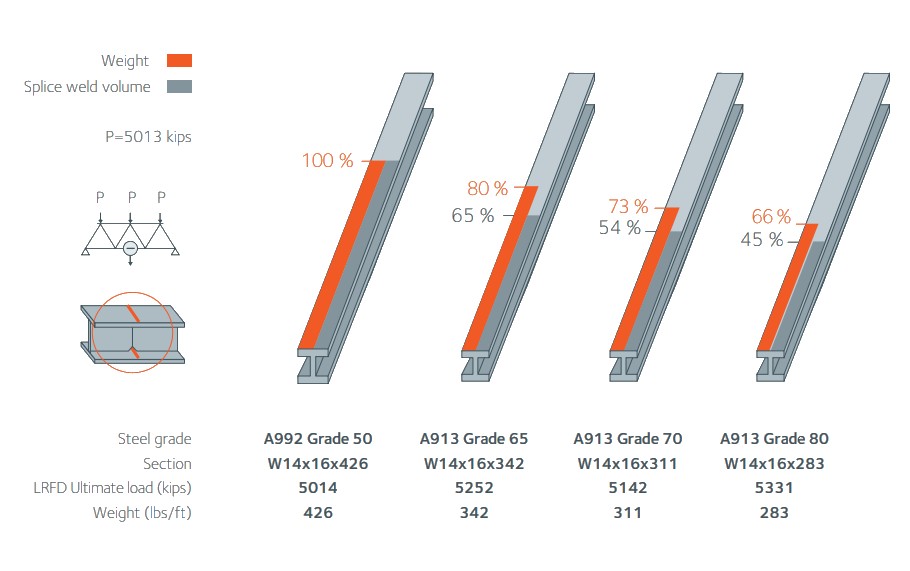 Weight
Splice weld volume
P=5013 kips
P P P
100 %
80 %
65 %
73 %
54 %
66 %
45 %
Steel grade A992 Grade 50 A913 Grade 65 A913 Grade 70 A913 Grade 80
Section W14x16x426 W14x16x342 W14x16x311 W14x16x283
LRFD Ultimate load (kips) 5014 5252 5142 5331
Weight (lbs/ft) 426 342 311 283